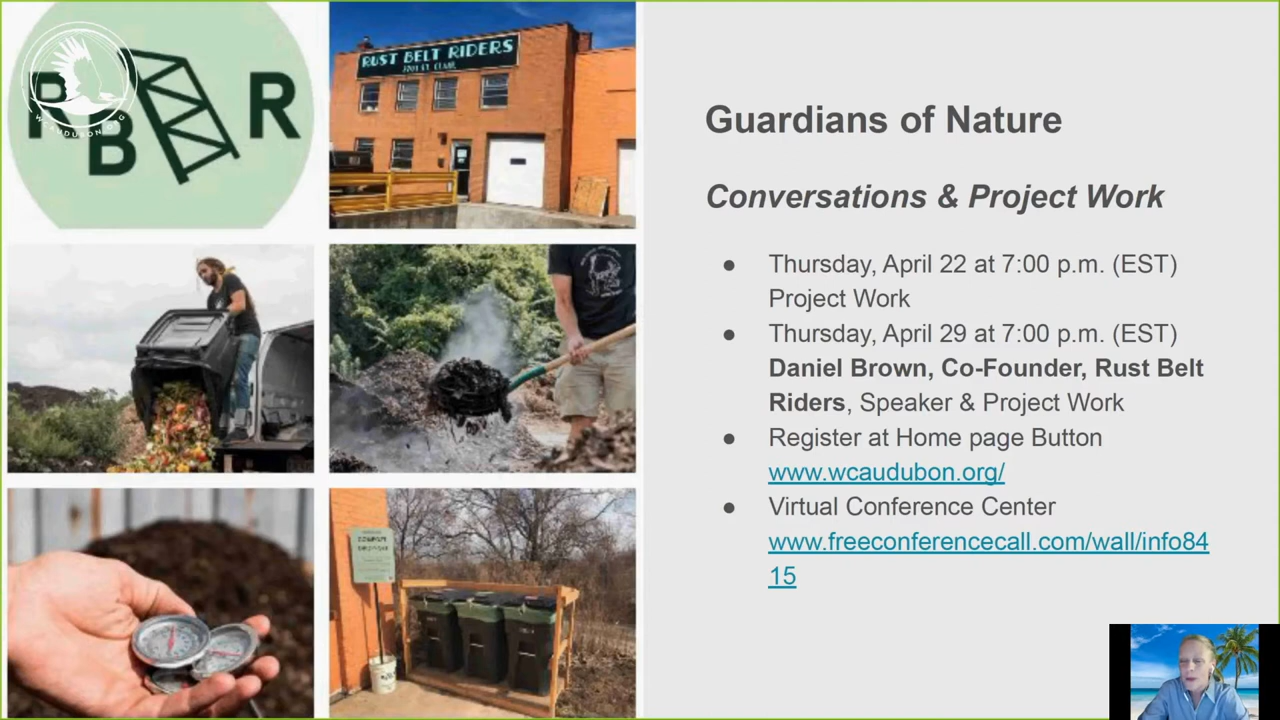 R
B
R
WCAUDUBON.ORG
RUST BELT RIDERS
Guardians of Nature
Conversations & Project Work
● Thursday, April 22 at 7:00 p.m. (EST)
Project Work
● Thursday, April 29 at 7:00 p.m. (EST)
Daniel Brown, Co-Founder, Rust Belt
Riders, Speaker & Project Work
● Register at Home page Button
www.wcaudubon.org/
● Virtual Conference Center
www.freeconferencecall.com/wall/info84
15